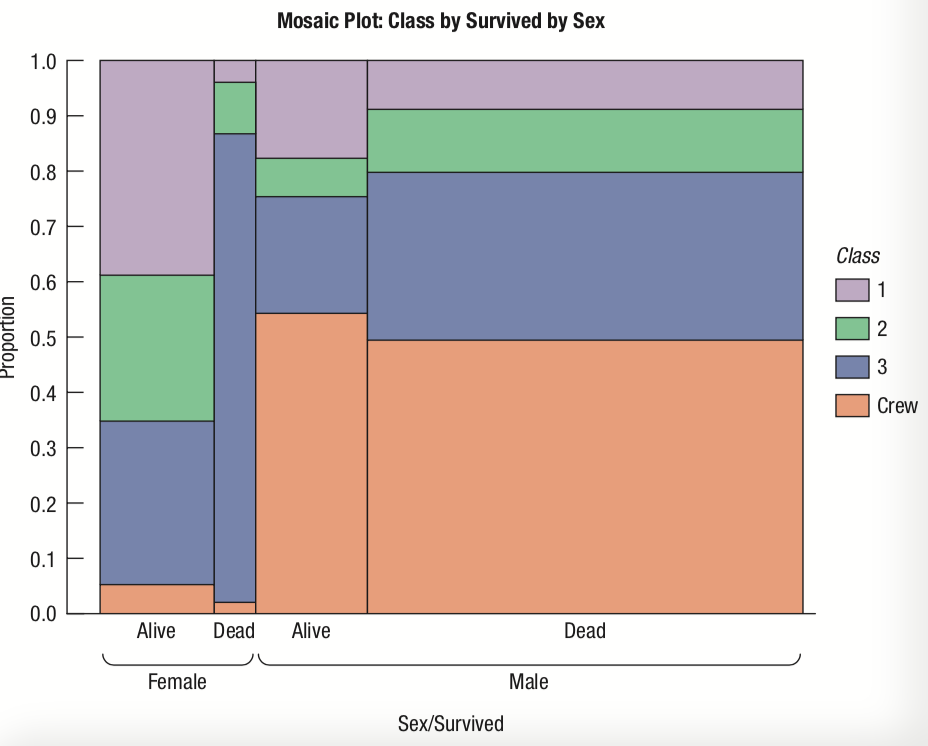 Mosaic Plot: Class by Survived by Sex
1.0
0.9
0.8
0.7
0.6
0.5
0.4
0.3
0.2
0.1
0.0
Proportion
Alive Dead Alive Dead
Female Male
Sex/Survived
Class
1
2
3
Crew